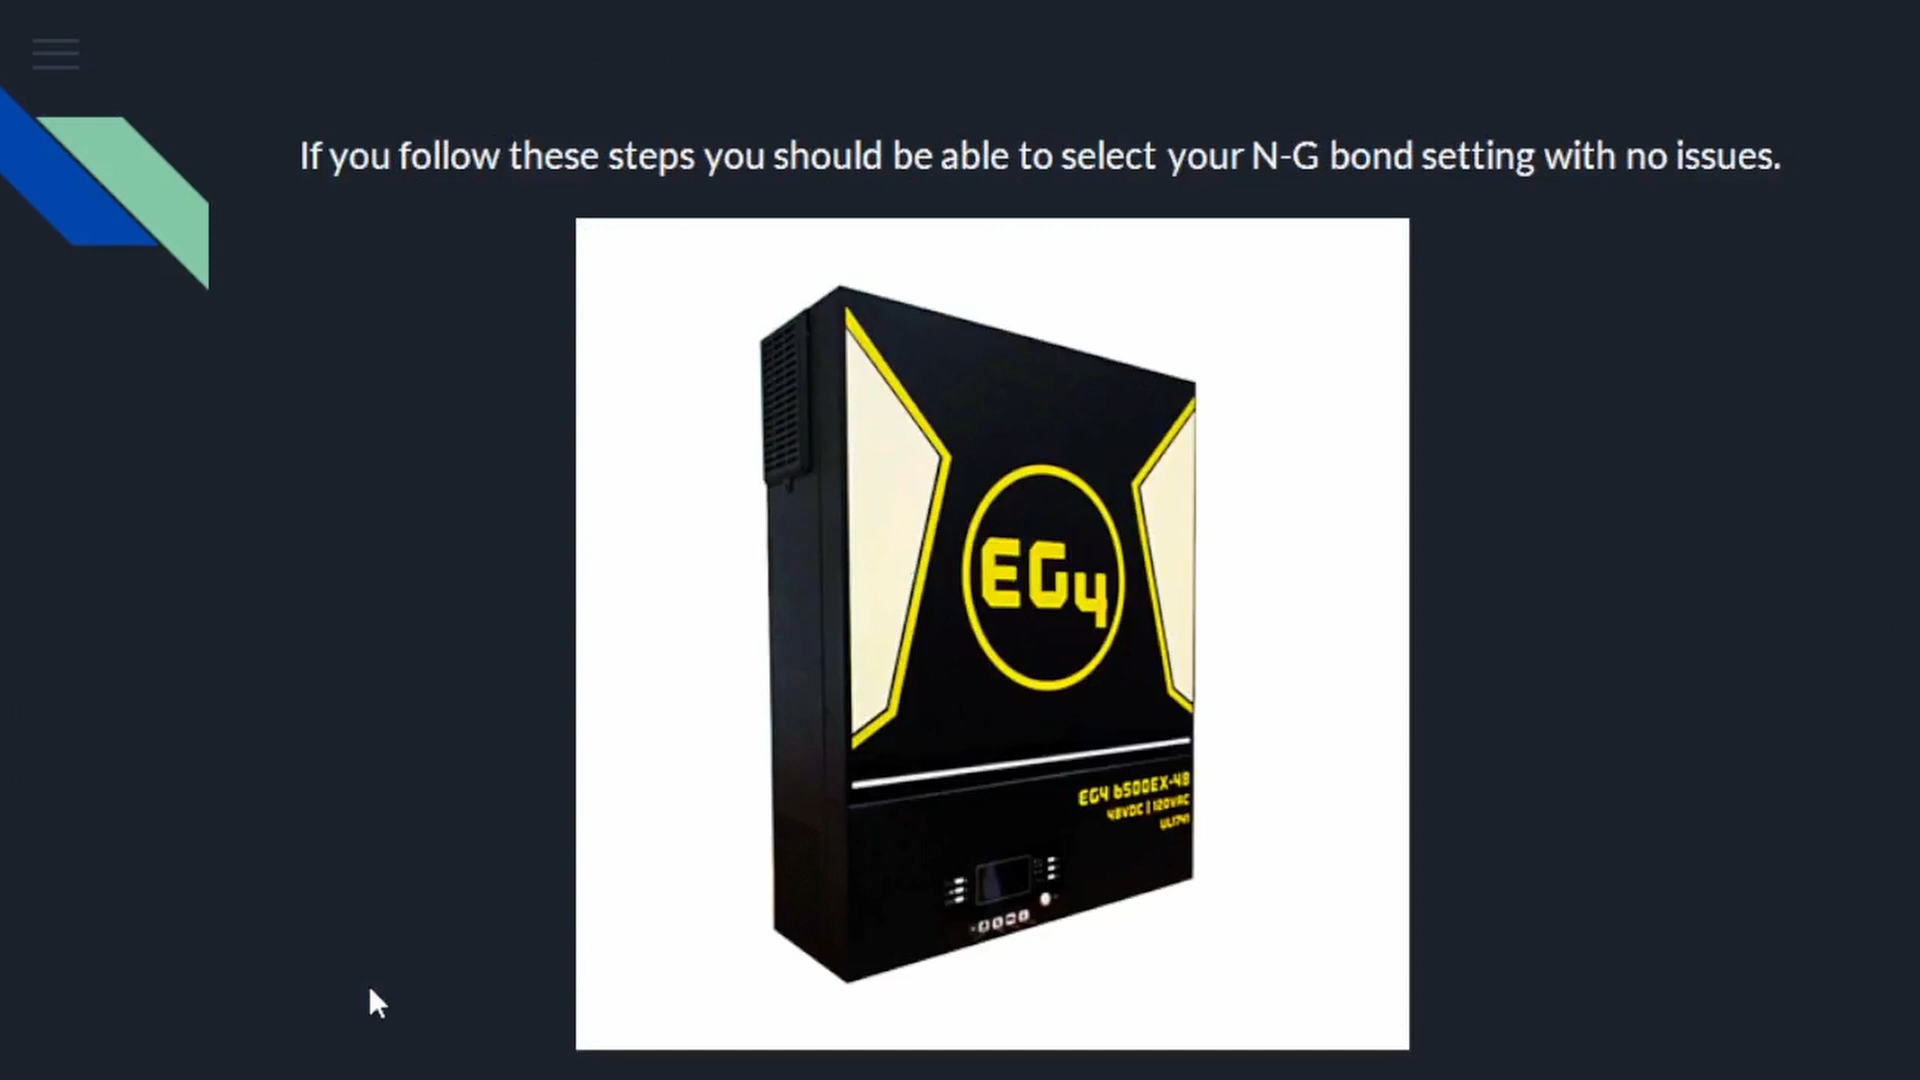 If you follow these steps you should be able to select your N-G bond setting with no issues.
EG4
EG4 6500EX-48
48VDC | 120VAC
UL1741